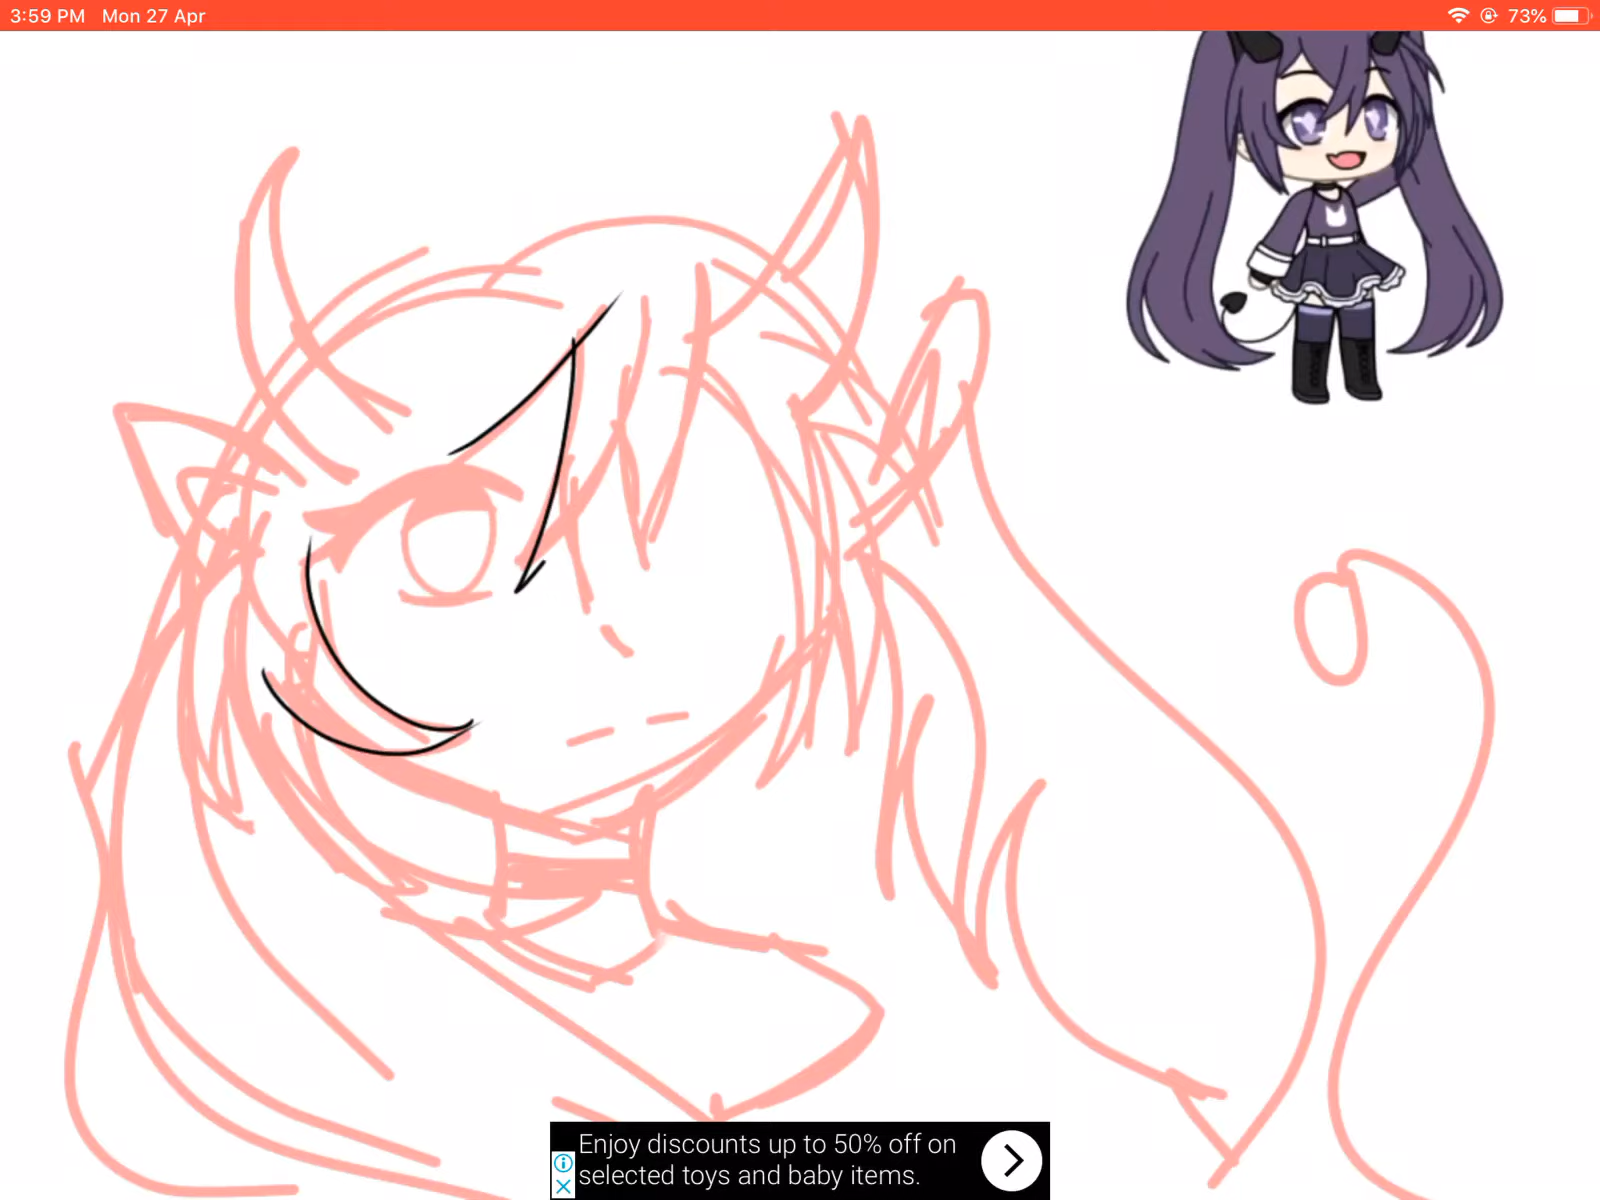 3:59 PM Mon 27 Apr
73%
Enjoy discounts up to 50% off on
selected toys and baby items.